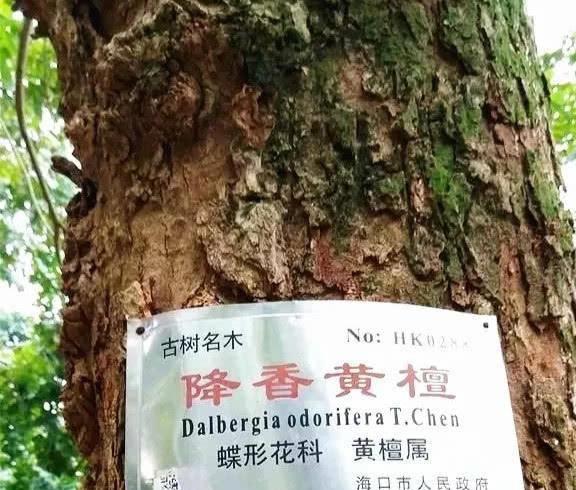 古树名木 No: HK0288
降香黄檀
Dalbergia odorifera T.Chen
蝶形花科 黄檀属
海口市人民政府